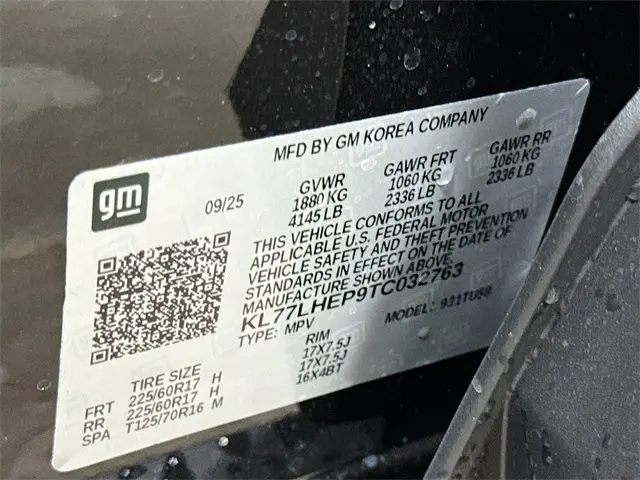 MFD BY GM KOREA COMPANY
gm
09/25
GVWR GAWR FRT GAWR RR
1880 KG 1060 KG 1060 KG
4145 LB 2336 LB 2336 LB
THIS VEHICLE CONFORMS TO ALL
APPLICABLE U.S. FEDERAL MOTOR
VEHICLE SAFETY AND THEFT PREVENTION
STANDARDS IN EFFECT ON THE DATE OF
MANUFACTURE SHOWN ABOVE.
KL77LHEP9TC032763
TYPE: MPV MODEL:
TIRE SIZE RIM
FRT 225/60R17 H 17X7.5J
RR 225/60R17 H 17X7.5J
SPA T125/70R16 M 16X4BT